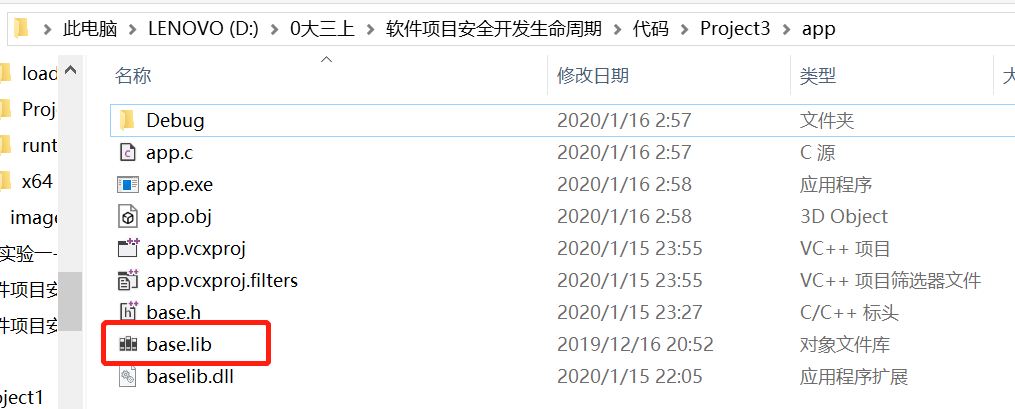 此电脑 > LENOVO (D:) > 0大三上 > 软件项目安全开发生命周期 > 代码 > Project3 > app
名称 修改日期 类型
load
Proj
runt
x64
image
实验一
件项目安
件项目安
oject1
Debug 2020/1/16 2:57 文件夹
app.c 2020/1/16 2:57 C 源
app.exe 2020/1/16 2:58 应用程序
app.obj 2020/1/16 2:58 3D Object
app.vcxproj 2020/1/15 23:55 VC++ 项目
app.vcxproj.filters 2020/1/15 23:55 VC++ 项目筛选器文件
base.h 2020/1/15 23:27 C/C++ 标头
base.lib 2019/12/16 20:52 对象文件库
baselib.dll 2020/1/15 22:05 应用程序扩展